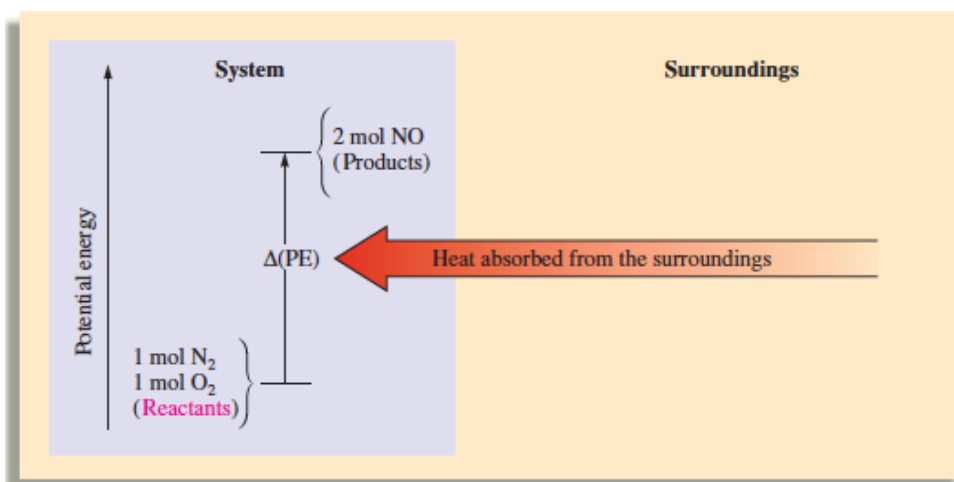 System
Surroundings
2 mol NO
(Products)
Potential energy
Δ(PE)
Heat absorbed from the surroundings
1 mol N₂
1 mol O₂
(Reactants)